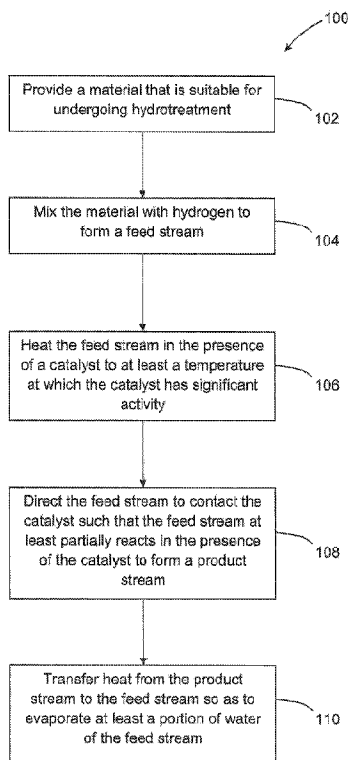 100
Provide a material that is suitable for
undergoing hydrotreatment
102
Mix the material with hydrogen to
form a feed stream
104
Heat the feed stream in the presence
of a catalyst to at least a temperature
at which the catalyst has significant
activity
106
Direct the feed stream to contact the
catalyst such that the feed stream at
least partially reacts in the presence
of the catalyst to form a product
stream
108
Transfer heat from the product
stream to the feed stream so as to
evaporate at least a portion of water
of the feed stream
110